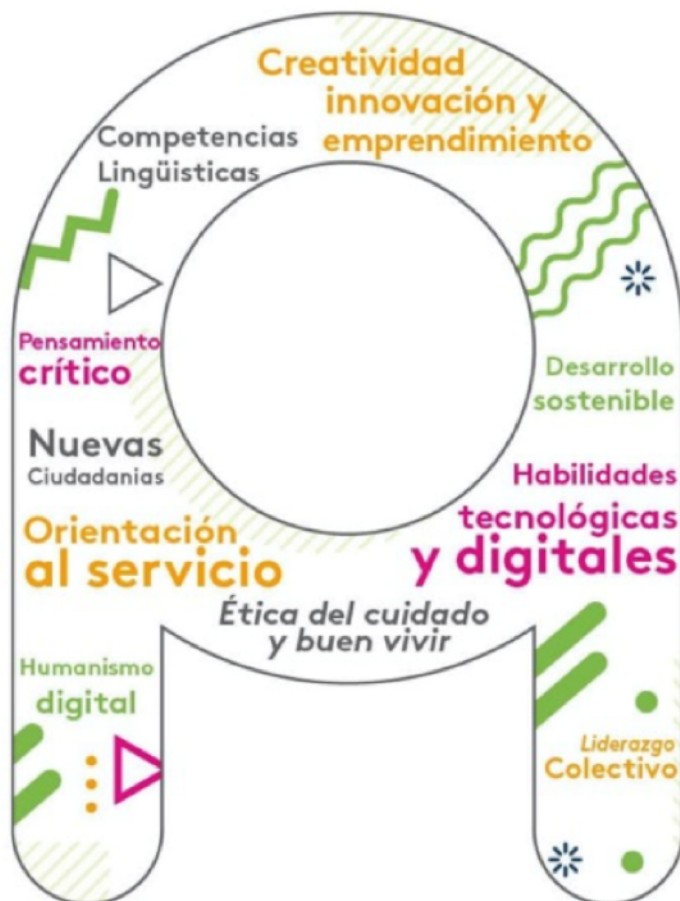 Creatividad
innovación y
emprendimiento
Competencias
Lingüisticas
Pensamiento
crítico
Desarrollo
sostenible
Nuevas
Ciudadanias
Habilidades
tecnológicas
y digitales
Orientación
al servicio
Ética del cuidado
y buen vivir
Humanismo
digital
Liderazgo
Colectivo